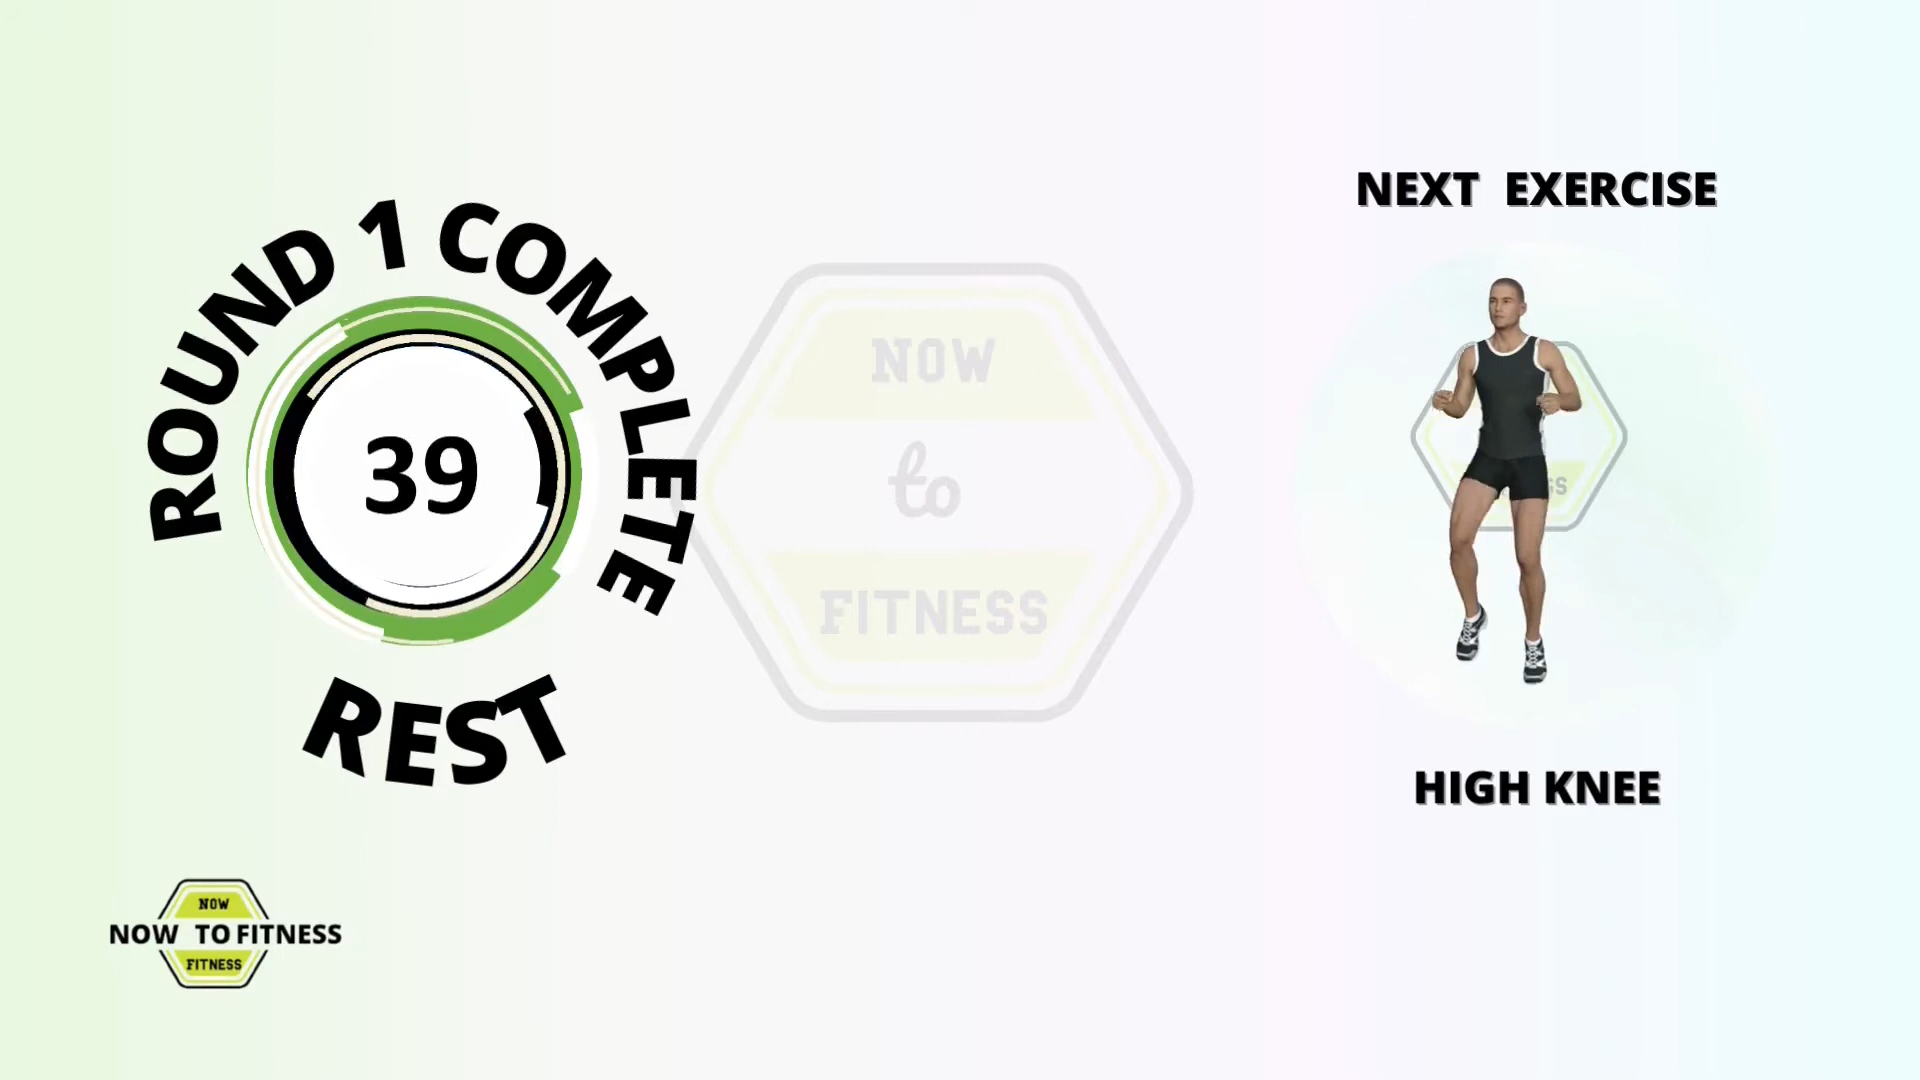 ROUND 1 COMPLETE
39
REST
NOW
to
FITNESS
NEXT EXERCISE
HIGH KNEE
NOW
NOW TO FITNESS
FITNESS